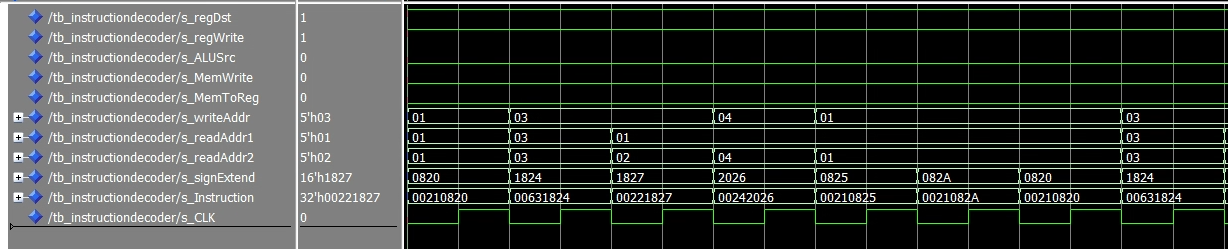 /tb_instructiondecoder/s_regDst 1
/tb_instructiondecoder/s_regWrite 1
/tb_instructiondecoder/s_ALUSrc 0
/tb_instructiondecoder/s_MemWrite 0
/tb_instructiondecoder/s_MemToReg 0
/tb_instructiondecoder/s_writeAddr 5'h03 01 03 04 01 03
/tb_instructiondecoder/s_readAddr1 5'h01 01 03 01 03
/tb_instructiondecoder/s_readAddr2 5'h02 01 03 02 04 01 03
/tb_instructiondecoder/s_signExtend 16'h1827 0820 1824 1827 2026 0825 082A 0820 1824
/tb_instructiondecoder/s_Instruction 32'h00221827 00210820 00631824 00221827 00242026 00210825 0021082A 00210820 00631824
/tb_instructiondecoder/s_CLK 0